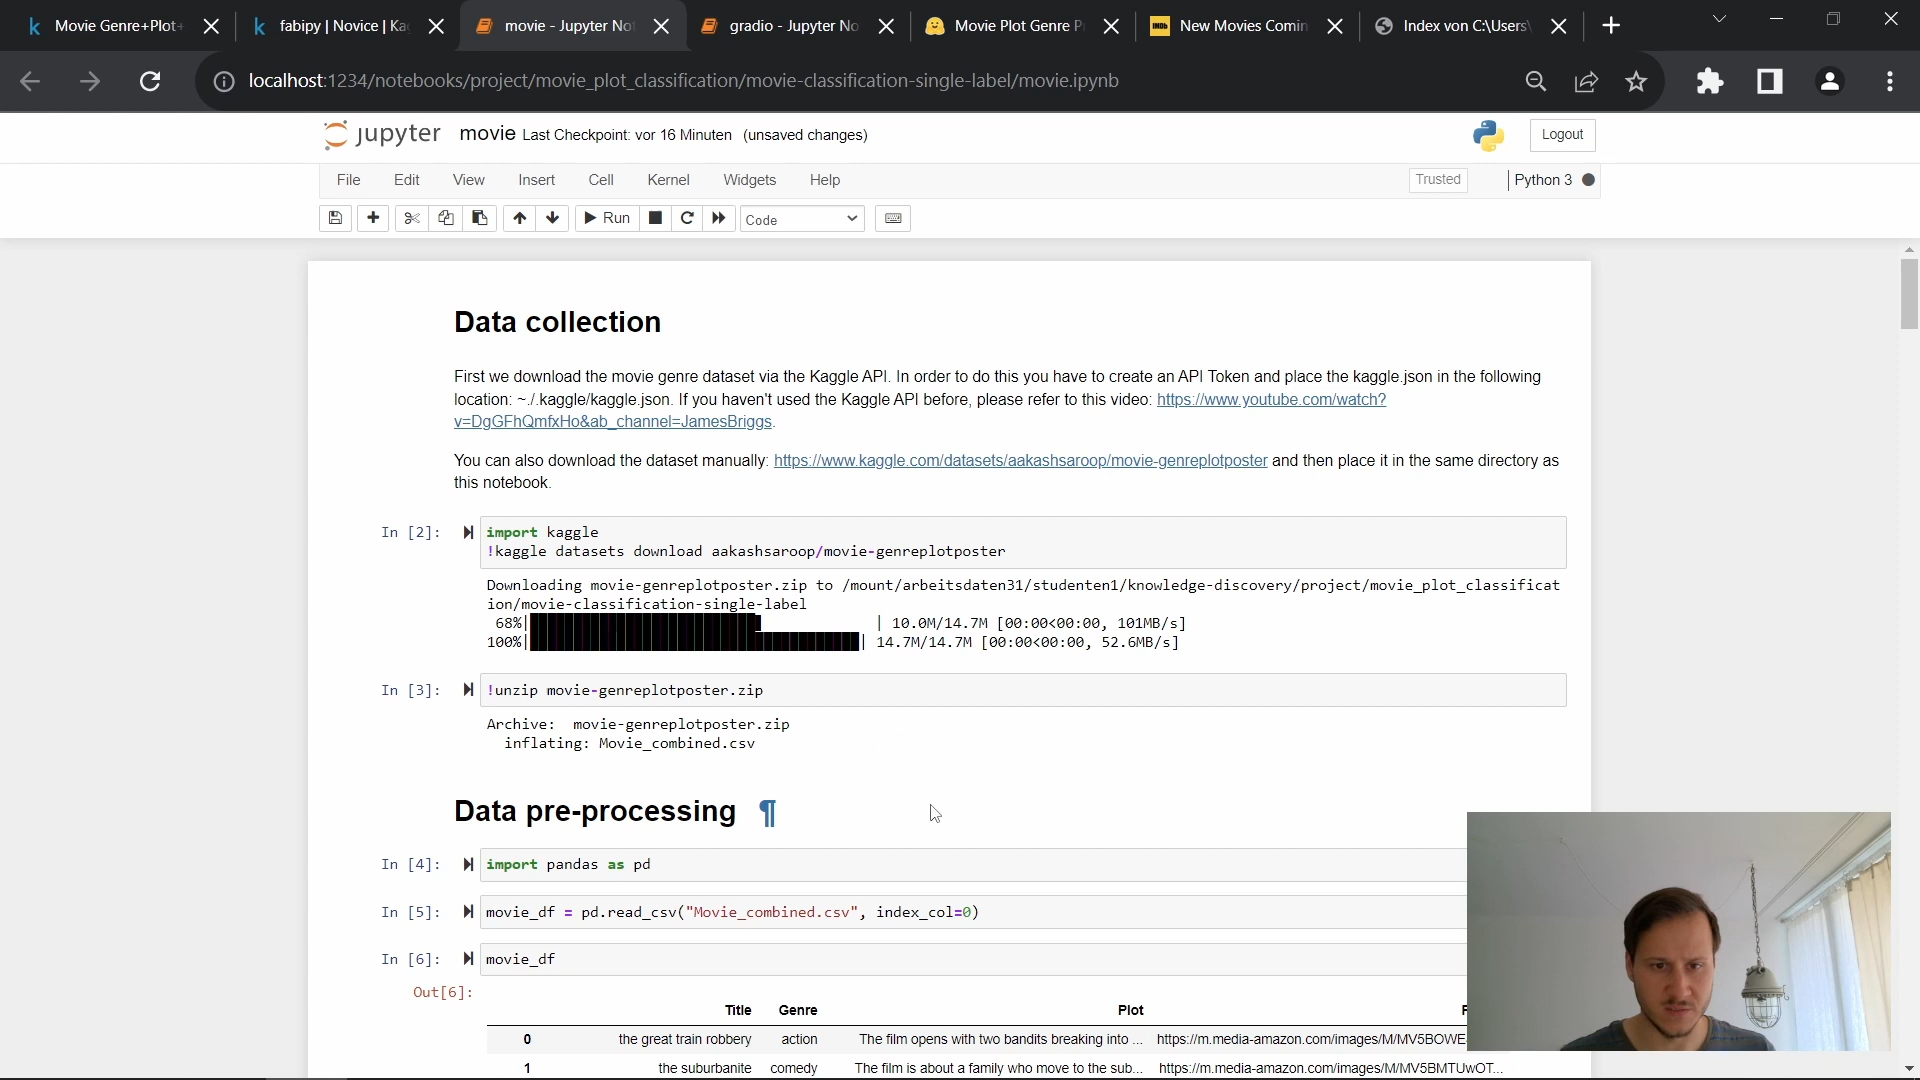 Movie Genre+Plot+
fabipy | Novice | Ka
movie - Jupyter No
gradio - Jupyter No
Movie Plot Genre P
New Movies Comin
Index von C:\Users\
localhost:1234/notebooks/project/movie_plot_classification/movie-classification-single-label/movie.ipynb
jupyter movie Last Checkpoint: vor 16 Minuten (unsaved changes)
Logout
File Edit View Insert Cell Kernel Widgets Help
Trusted
Python 3
Run
Code
Data collection
First we download the movie genre dataset via the Kaggle API. In order to do this you have to create an API Token and place the kaggle.json in the following
location: ~./.kaggle/kaggle.json. If you haven't used the Kaggle API before, please refer to this video: https://www.youtube.com/watch?
v=DgGFhQmfxHo&ab_channel=JamesBriggs.
You can also download the dataset manually: https://www.kaggle.com/datasets/aakashsaroop/movie-genreplotposter and then place it in the same directory as
this notebook.
In [2]: import kaggle
!kaggle datasets download aakashsaroop/movie-genreplotposter
Downloading movie-genreplotposter.zip to /mount/arbeitsdaten31/studenten1/knowledge-discovery/project/movie_plot_classificat
ion/movie-classification-single-label
68%| | 10.0M/14.7M [00:00<00:00, 101MB/s]
100%| | 14.7M/14.7M [00:00<00:00, 52.6MB/s]
In [3]: !unzip movie-genreplotposter.zip
Archive: movie-genreplotposter.zip
inflating: Movie_combined.csv
Data pre-processing ¶
In [4]: import pandas as pd
In [5]: movie_df = pd.read_csv("Movie_combined.csv", index_col=0)
In [6]: movie_df
Out[6]:
Title Genre Plot
0 the great train robbery action The film opens with two bandits breaking into ... https://m.media-amazon.com/images/M/MV5BOWE
1 the suburbanite comedy The film is about a family who move to the sub... https://m.media-amazon.com/images/M/MV5BMTUwOT...